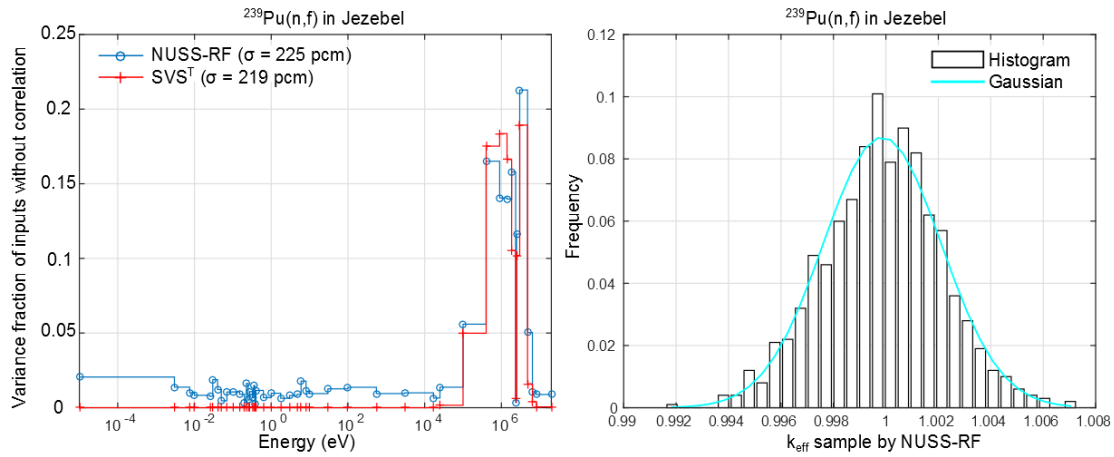 ²³⁹Pu(n,f) in Jezebel
Variance fraction of inputs without correlation
0.25
0.2
0.15
0.1
0.05
0
NUSS-RF (σ = 225 pcm)
SVSᵀ (σ = 219 pcm)
10⁻⁴ 10⁻² 10⁰ 10² 10⁴ 10⁶
Energy (eV)
²³⁹Pu(n,f) in Jezebel
Frequency
0.12
0.1
0.08
0.06
0.04
0.02
0
Histogram
Gaussian
0.99 0.992 0.994 0.996 0.998 1 1.002 1.004 1.006 1.008
k_eff sample by NUSS-RF